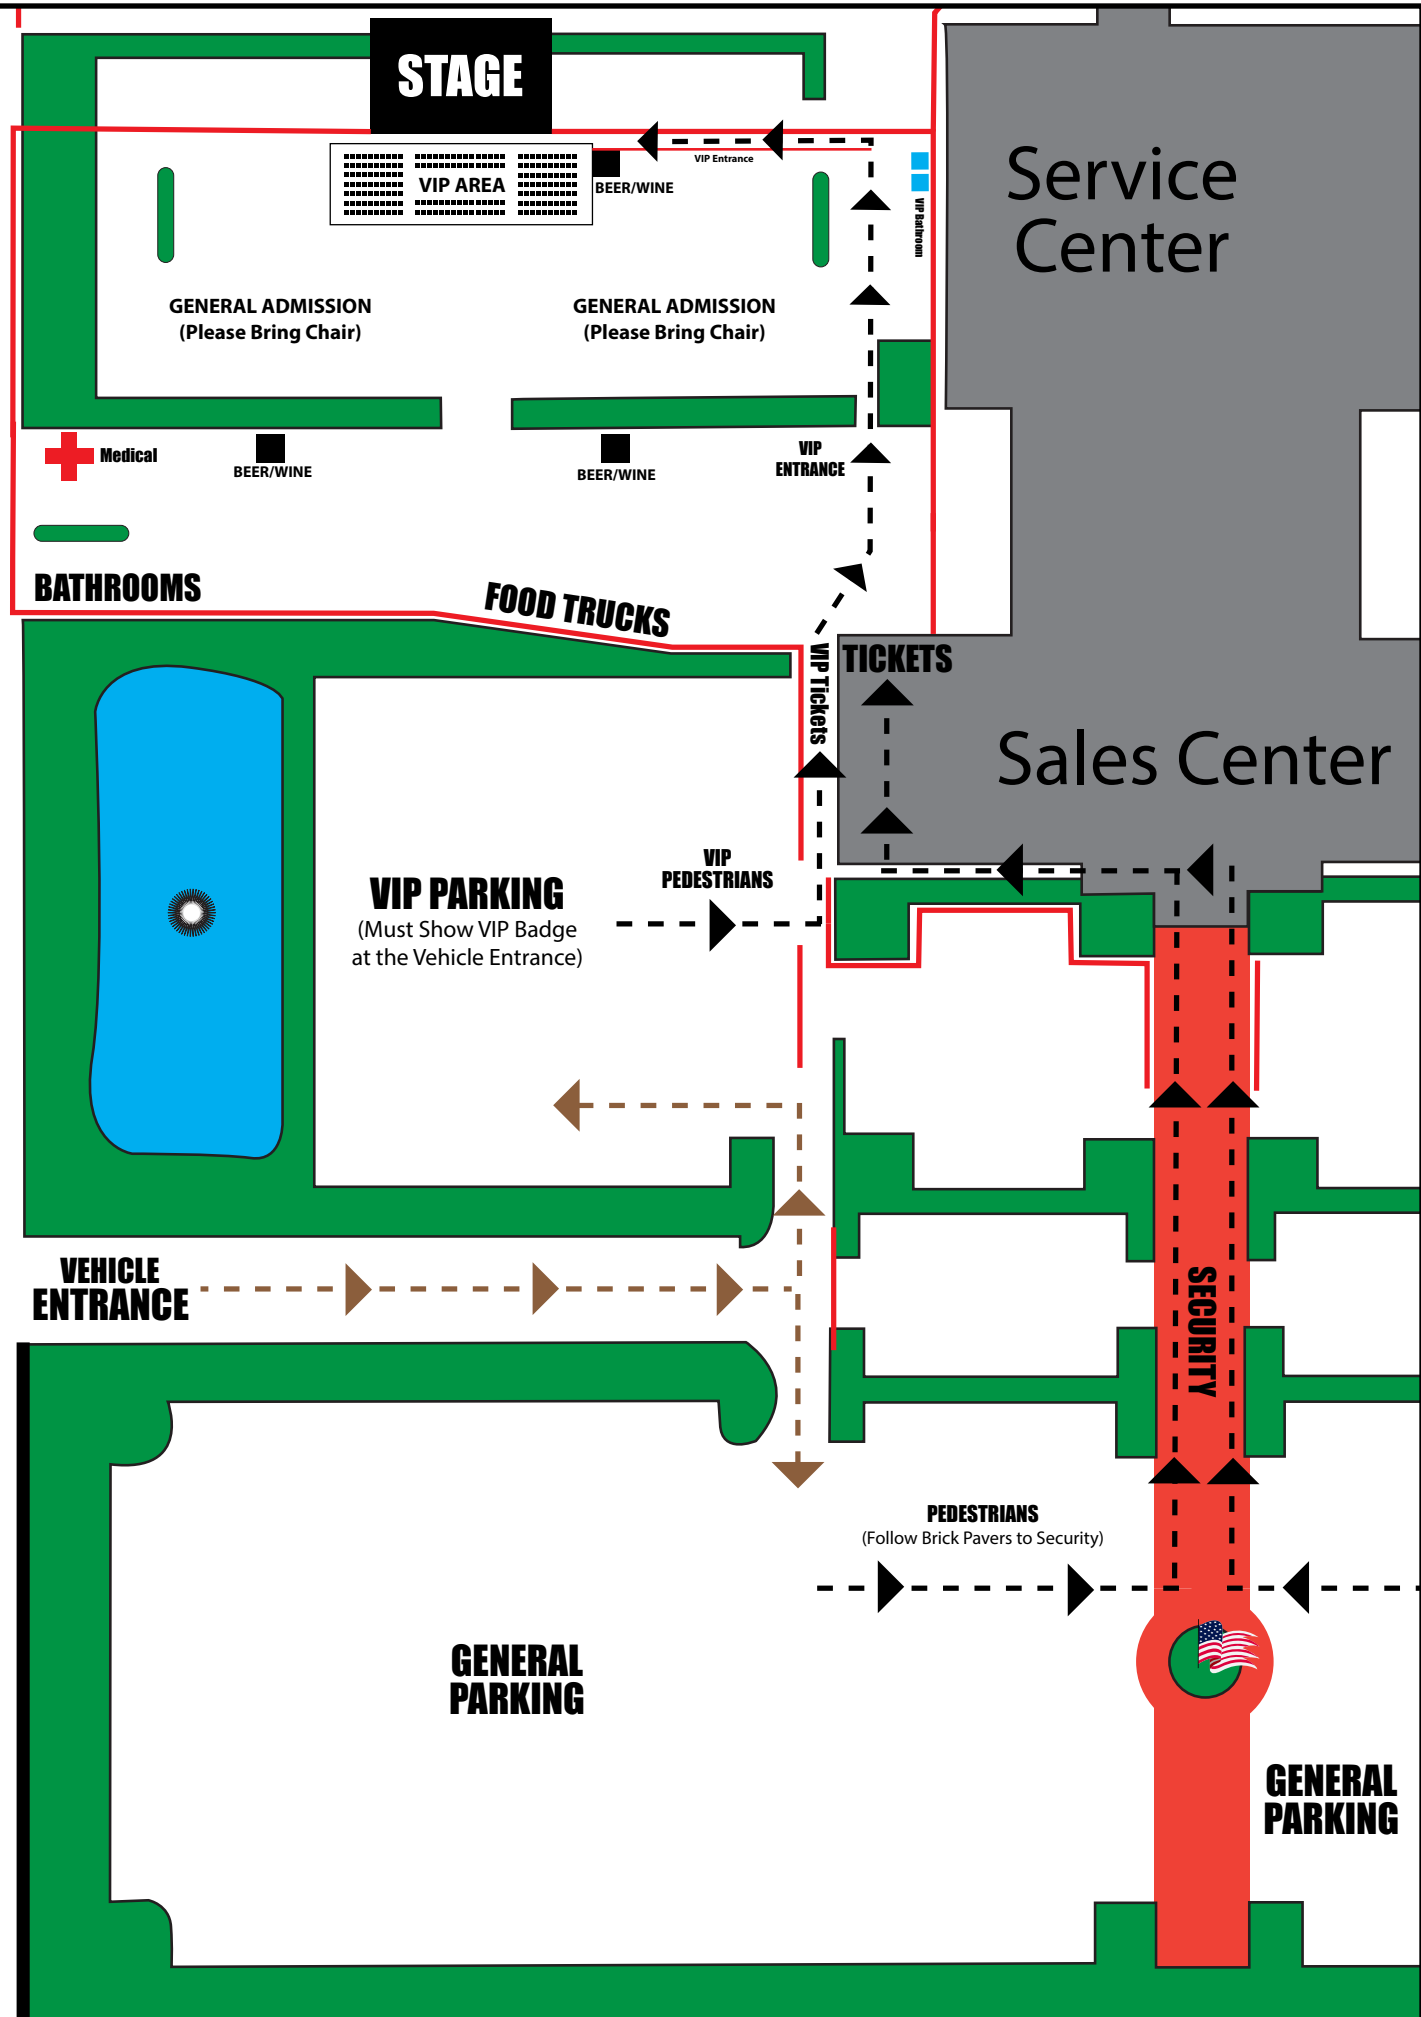 STAGE
Service
Center
VIP Entrance
VIP AREA
BEER/WINE
VIP Bathroom
GENERAL ADMISSION
(Please Bring Chair)
GENERAL ADMISSION
(Please Bring Chair)
Medical
BEER/WINE
BEER/WINE
VIP
ENTRANCE
BATHROOMS
FOOD TRUCKS
VIP Tickets
TICKETS
Sales Center
VIP
PEDESTRIANS
VIP PARKING
(Must Show VIP Badge
at the Vehicle Entrance)
VEHICLE
ENTRANCE
SECURITY
PEDESTRIANS
(Follow Brick Pavers to Security)
GENERAL
PARKING
GENERAL
PARKING